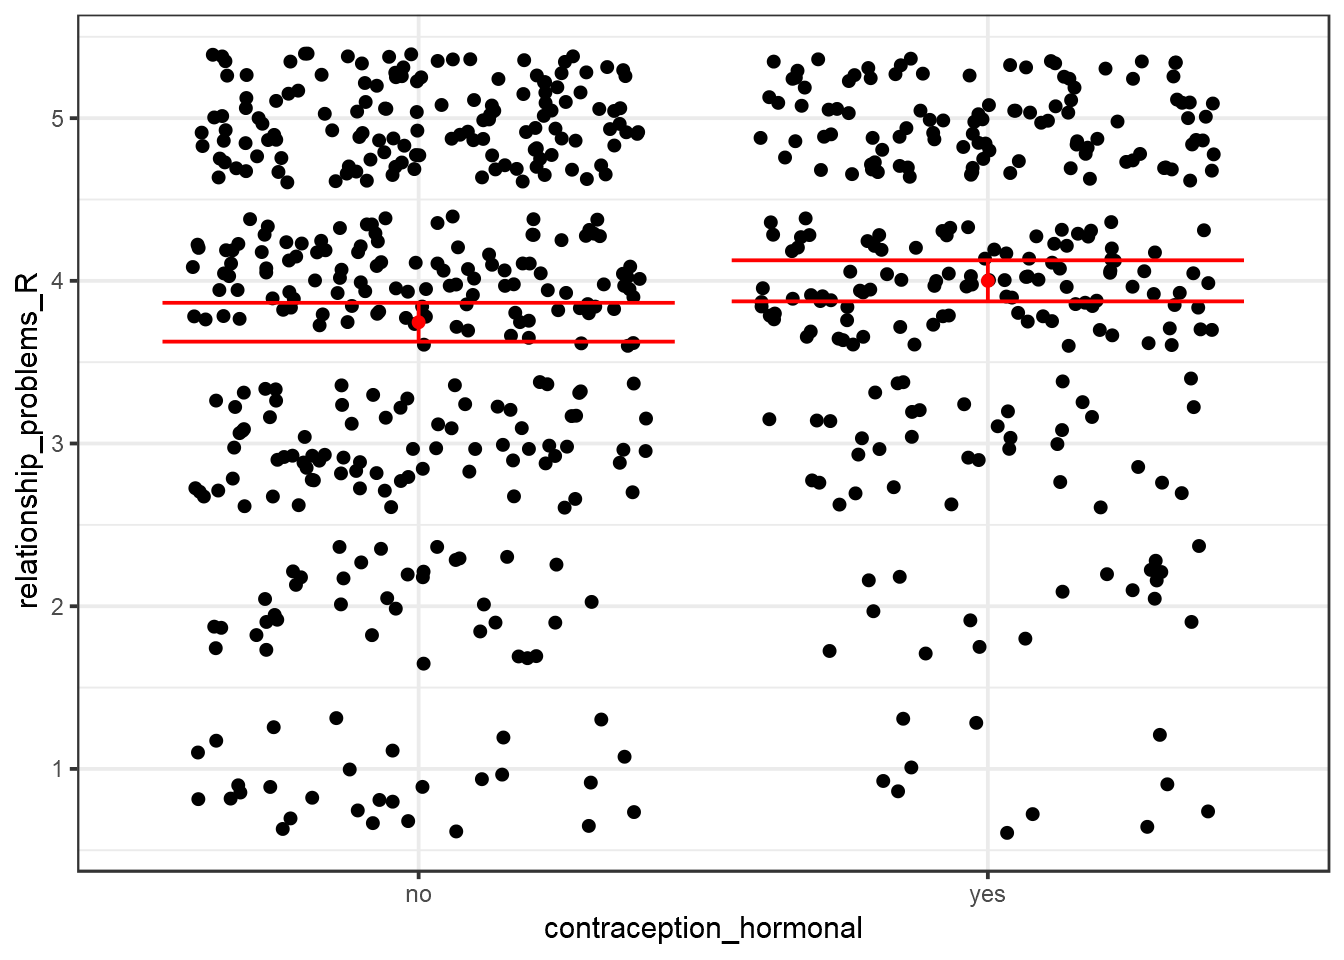 relationship_problems_R
5
4
3
2
1
no yes
contraception_hormonal